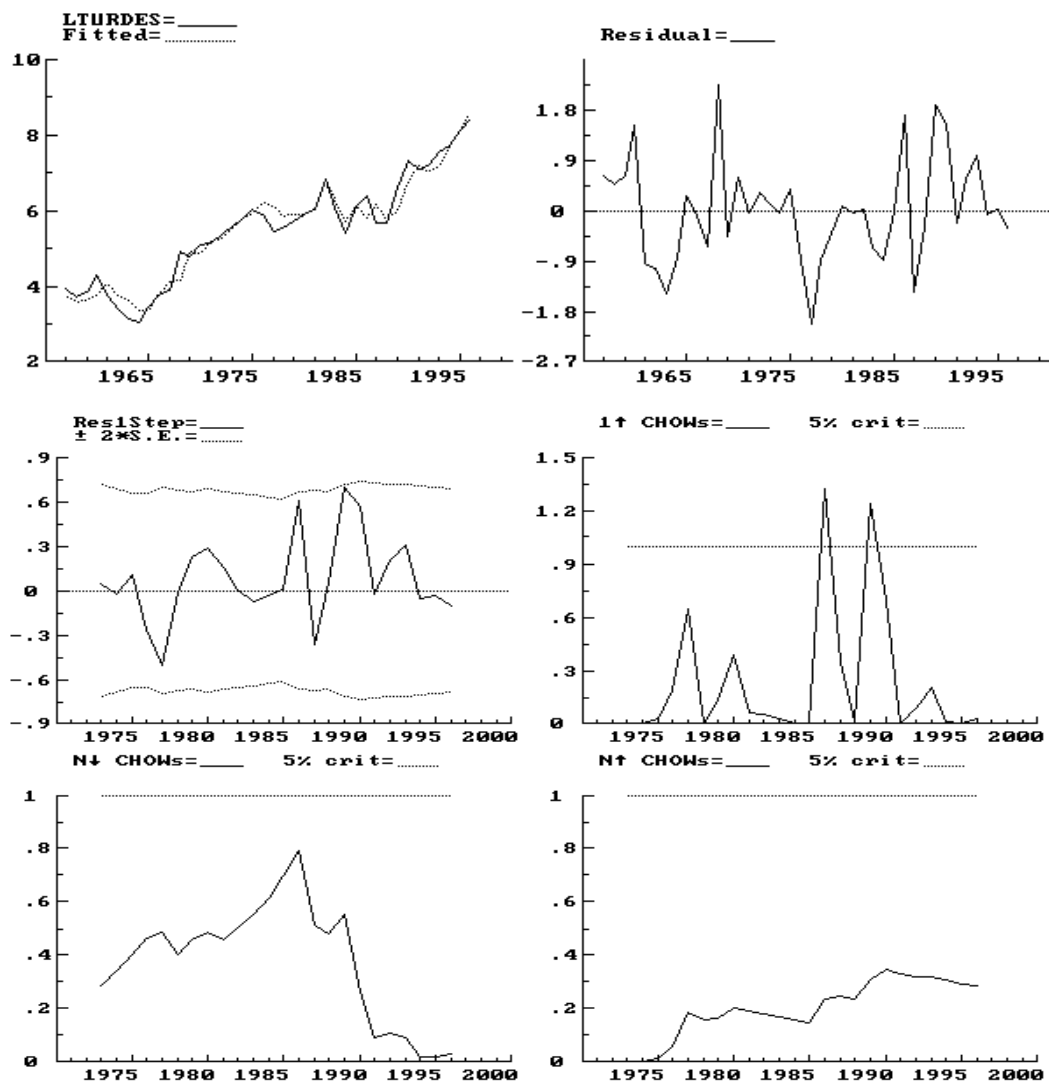 LTURDES=
Fitted=
10
8
6
4
2
1965 1975 1985 1995
Residual=
1.8
.9
0
-.9
-1.8
-2.7
1965 1975 1985 1995
Res1Step=
± 2*S.E.=
.9
.6
.3
0
-.3
-.6
-.9
1975 1980 1985 1990 1995 2000
1↑ CHOWs= 5% crit=
1.5
1.2
.9
.6
.3
0
1975 1980 1985 1990 1995 2000
N↓ CHOWs= 5% crit=
1
.8
.6
.4
.2
0
1975 1980 1985 1990 1995 2000
N↑ CHOWs= 5% crit=
1
.8
.6
.4
.2
0
1975 1980 1985 1990 1995 2000